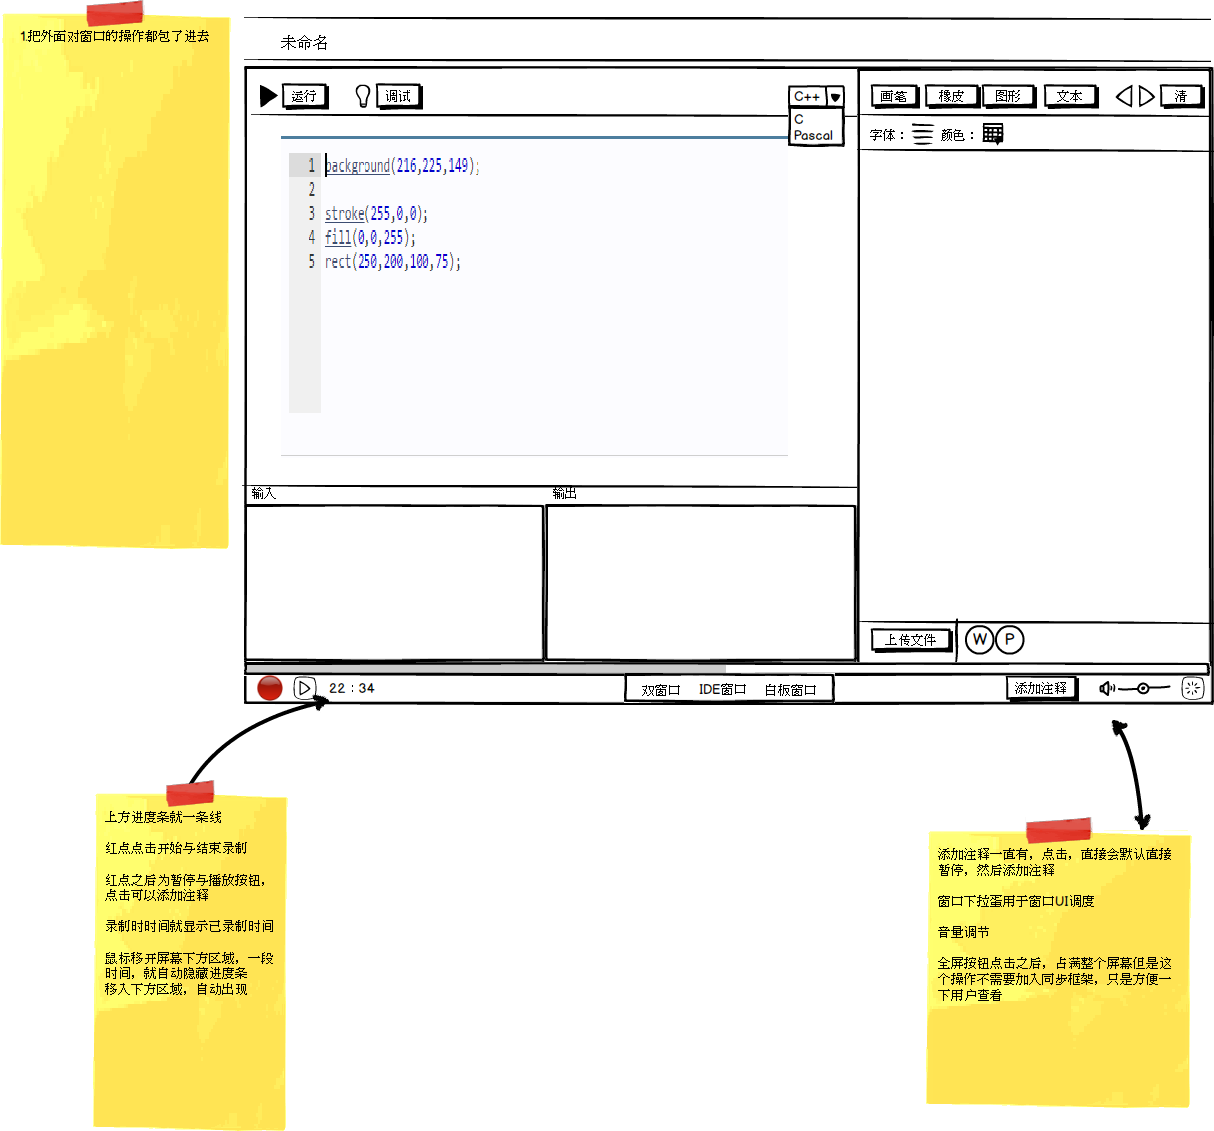 1.把外面对窗口的操作都包了进去
未命名
运行
调试
C++
C
Pascal
画笔
橡皮
图形
文本
清
字体：
颜色：
1 background(216,225,149);
2
3 stroke(255,0,0);
4 fill(0,0,255);
5 rect(250,200,100,75);
输入
输出
上传文件
W
P
22：34
双窗口
IDE窗口
白板窗口
添加注释
上方进度条就一条线
红点点击开始与结束录制
红点之后为暂停与播放按钮，
点击可以添加注释
录制时时间就显示已录制时间
鼠标移开屏幕下方区域，一段
时间，就自动隐藏进度条
移入下方区域，自动出现
添加注释一直有，点击，直接会默认直接
暂停，然后添加注释
窗口下拉蛋用于窗口UI调度
音量调节
全屏按钮点击之后，占满整个屏幕但是这
个操作不需要加入同步框架，只是方便一
下用户查看